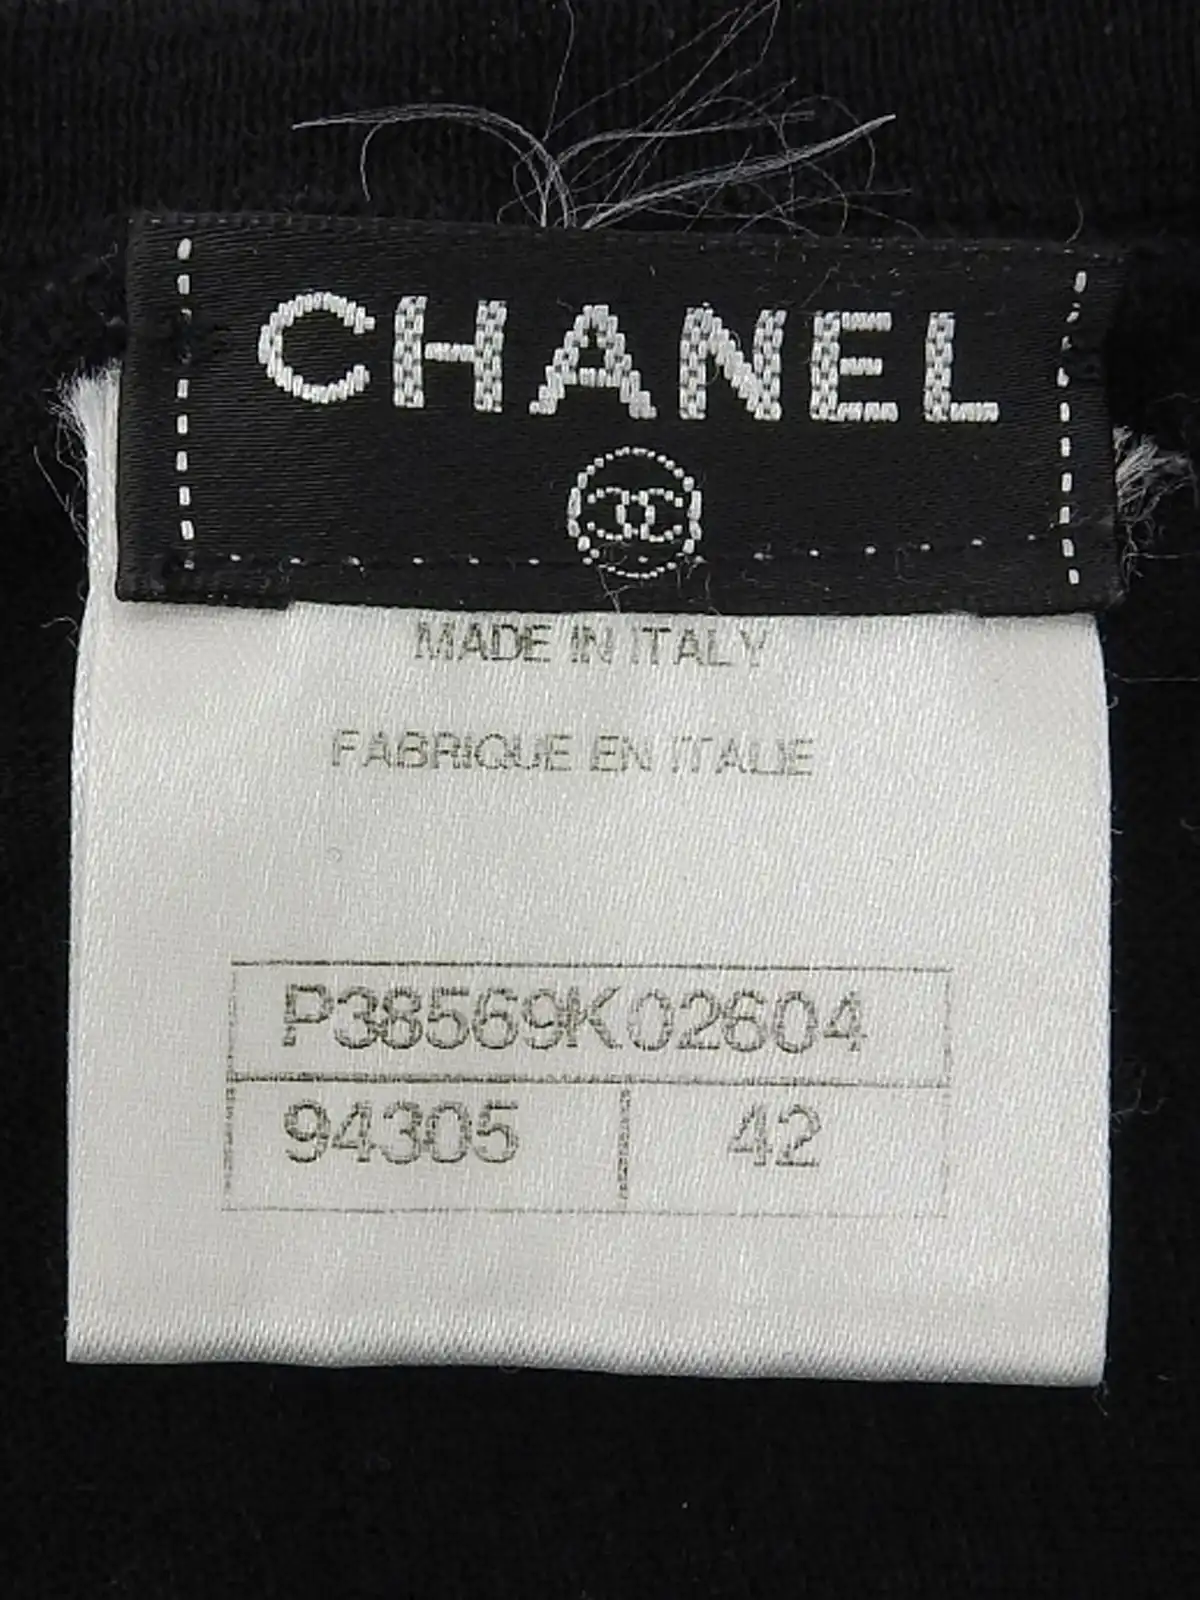 CHANEL
MADE IN ITALY
FABRIQUE EN ITALIE
P38569K02604
94305 42